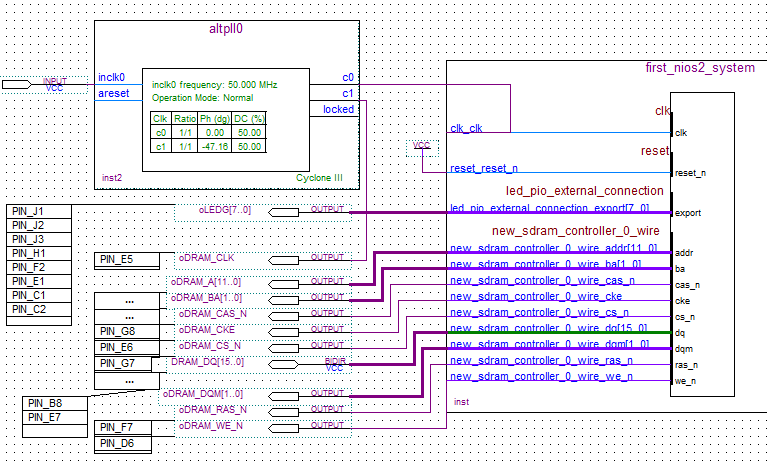 altpll0
INPUT
VCC
inclk0
areset
inclk0 frequency: 50.000 MHz
Operation Mode: Normal
Clk Ratio Ph (dg) DC (%)
c0 1/1 0.00 50.00
c1 1/1 -47.16 50.00
c0
c1
locked
inst2
Cyclone III
first_nios2_system
clk
clk_clk
clk
VCC
reset
reset_reset_n
reset_n
led_pio_external_connection
led_pio_external_connection_export[7..0]
export
new_sdram_controller_0_wire
new_sdram_controller_0_wire_addr[11..0]
addr
new_sdram_controller_0_wire_ba[1..0]
ba
new_sdram_controller_0_wire_cas_n
cas_n
new_sdram_controller_0_wire_cke
cke
new_sdram_controller_0_wire_cs_n
cs_n
new_sdram_controller_0_wire_dq[15..0]
dq
new_sdram_controller_0_wire_dqm[1..0]
dqm
new_sdram_controller_0_wire_ras_n
ras_n
new_sdram_controller_0_wire_we_n
we_n
inst
PIN_J1
PIN_J2
PIN_J3
PIN_H1
PIN_F2
PIN_E1
PIN_C1
PIN_C2
oLEDG[7..0] OUTPUT
PIN_E5
oDRAM_CLK OUTPUT
oDRAM_A[11..0] OUTPUT
...
oDRAM_BA[1..0] OUTPUT
...
oDRAM_CAS_N OUTPUT
PIN_G8
oDRAM_CKE OUTPUT
PIN_E6
oDRAM_CS_N OUTPUT
PIN_G7
DRAM_DQ[15..0] BIDIR
VCC
...
oDRAM_DQM[1..0] OUTPUT
PIN_B8
PIN_E7
oDRAM_RAS_N OUTPUT
PIN_F7
oDRAM_WE_N OUTPUT
PIN_D6